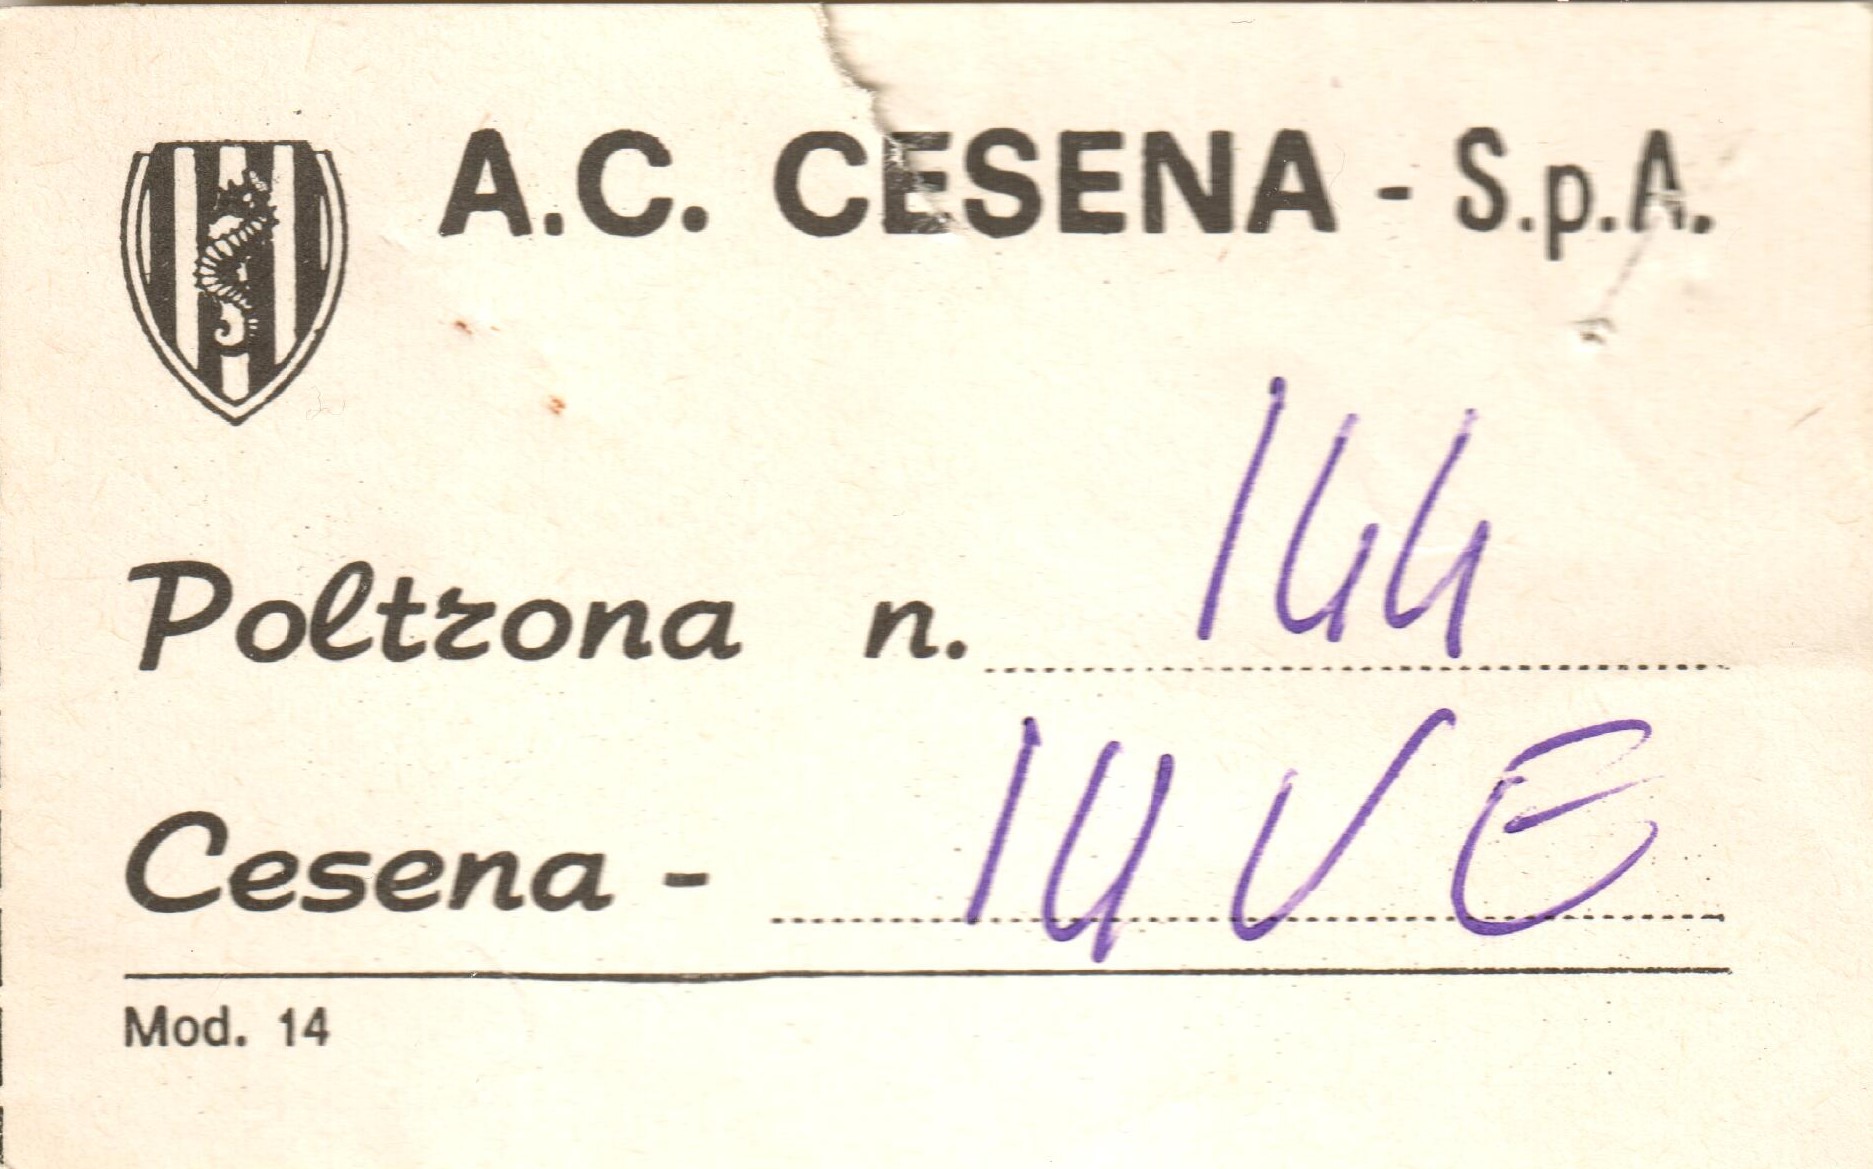 A.C. CESENA - S.p.A.
Poltrona n. 144
Cesena - IUVE
Mod. 14